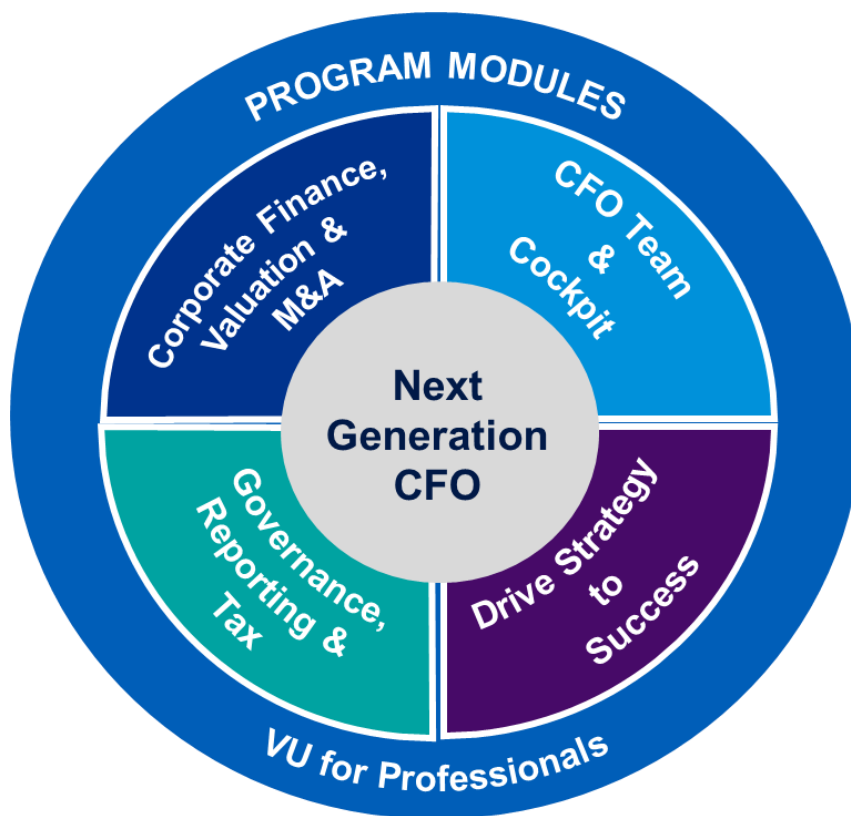 PROGRAM MODULES
Corporate Finance,
Valuation &
M&A
CFO Team
&
Cockpit
Next
Generation
CFO
Governance,
Reporting &
Tax
Drive Strategy
to
Success
VU for Professionals